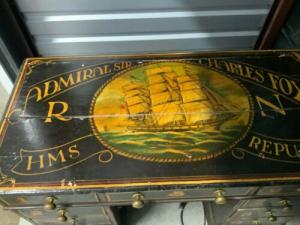 ADMIRAL SIR CHARLES FOX
R N
HMS REPU